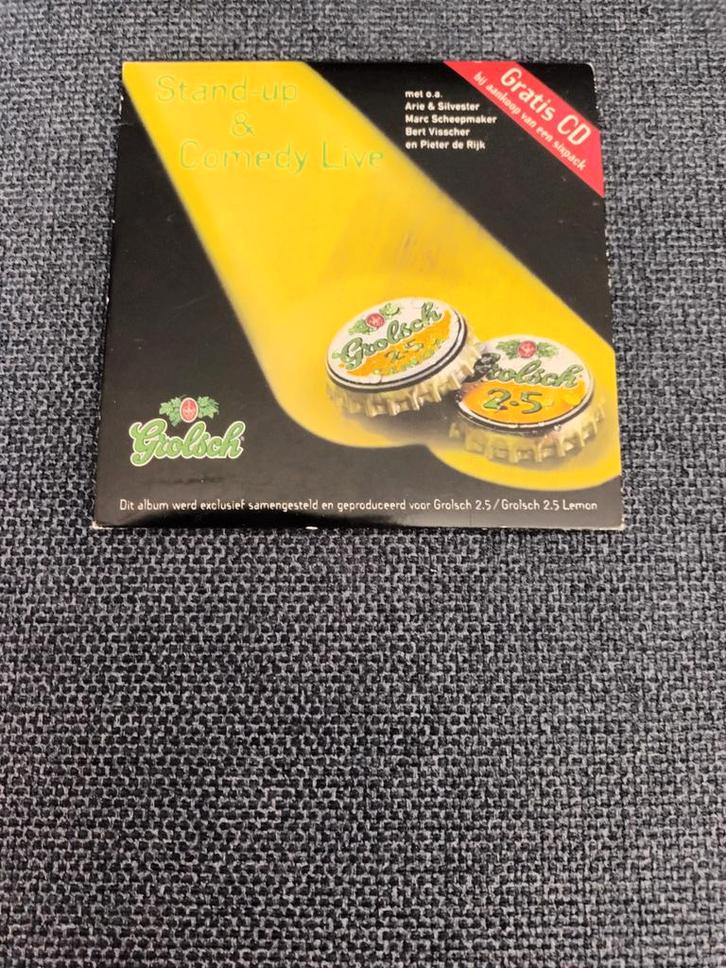 Stand-up
&
Comedy Live
met o.a.
Arie & Silvester
Marc Scheepmaker
Bert Visscher
en Pieter de Rijk
Gratis CD
bij aankoop van een sixpack
Grolsch
2.5
Grolsch
2.5
Grolsch
Dit album werd exclusief samengesteld en geproduceerd voor Grolsch 2.5 / Grolsch 2.5 Lemon